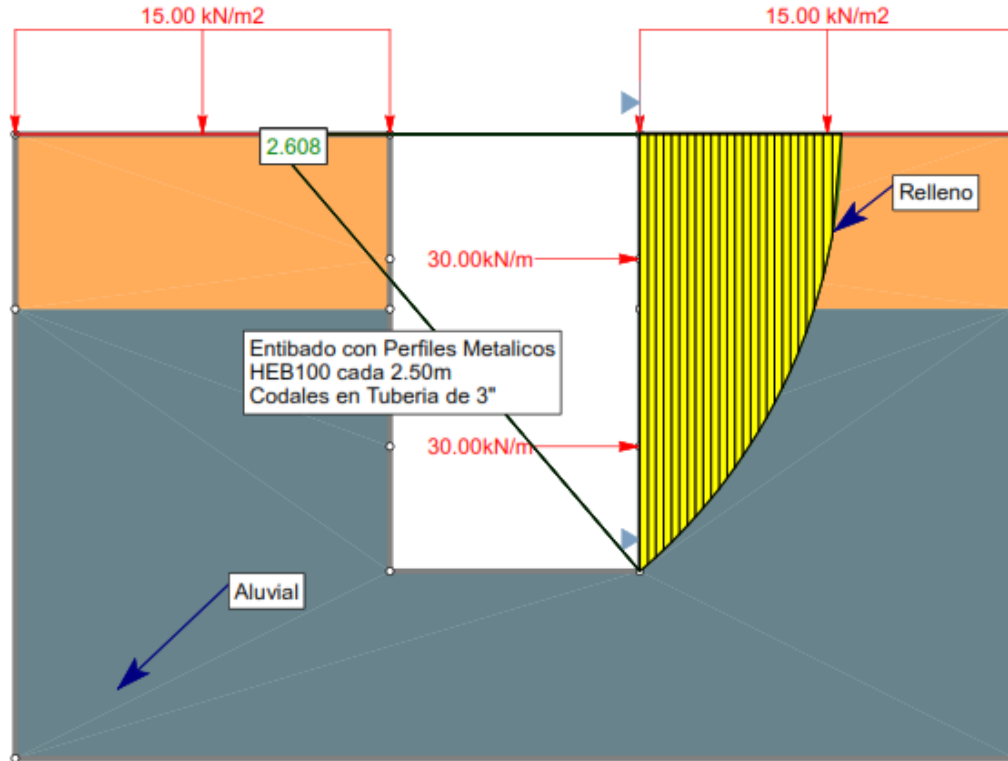 15.00 kN/m2
15.00 kN/m2
2.608
Relleno
30.00kN/m
Entibado con Perfiles Metalicos
HEB100 cada 2.50m
Codales en Tuberia de 3"
30.00kN/m
Aluvial